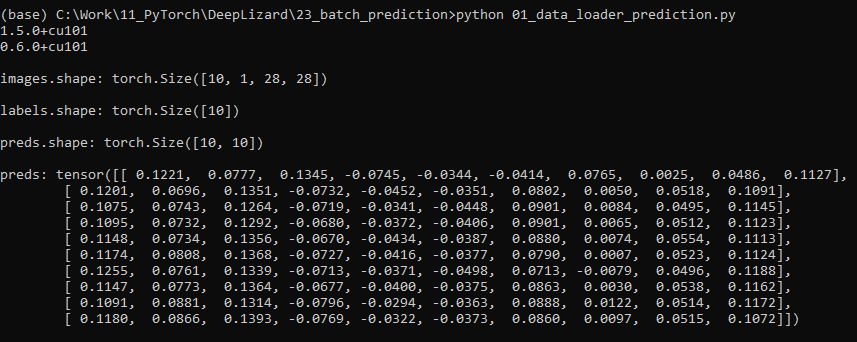 (base) C:\Work\11_PyTorch\DeepLizard\23_batch_prediction>python 01_data_loader_prediction.py
1.5.0+cu101
0.6.0+cu101
images.shape: torch.Size([10, 1, 28, 28])
labels.shape: torch.Size([10])
preds.shape: torch.Size([10, 10])
preds: tensor([[ 0.1221,  0.0777,  0.1345, -0.0745, -0.0344, -0.0414,  0.0765,  0.0025,  0.0486,  0.1127],
        [ 0.1201,  0.0696,  0.1351, -0.0732, -0.0452, -0.0351,  0.0802,  0.0050,  0.0518,  0.1091],
        [ 0.1075,  0.0743,  0.1264, -0.0719, -0.0341, -0.0448,  0.0901,  0.0084,  0.0495,  0.1145],
        [ 0.1095,  0.0732,  0.1292, -0.0680, -0.0372, -0.0406,  0.0901,  0.0065,  0.0512,  0.1123],
        [ 0.1148,  0.0734,  0.1356, -0.0670, -0.0434, -0.0387,  0.0880,  0.0074,  0.0554,  0.1113],
        [ 0.1174,  0.0808,  0.1368, -0.0727, -0.0416, -0.0377,  0.0790,  0.0007,  0.0523,  0.1124],
        [ 0.1255,  0.0761,  0.1339, -0.0713, -0.0371, -0.0498,  0.0713, -0.0079,  0.0496,  0.1188],
        [ 0.1147,  0.0773,  0.1364, -0.0677, -0.0400, -0.0375,  0.0863,  0.0030,  0.0538,  0.1162],
        [ 0.1091,  0.0881,  0.1314, -0.0796, -0.0294, -0.0363,  0.0888,  0.0122,  0.0514,  0.1172],
        [ 0.1180,  0.0866,  0.1393, -0.0769, -0.0322, -0.0373,  0.0860,  0.0097,  0.0515,  0.1072]])